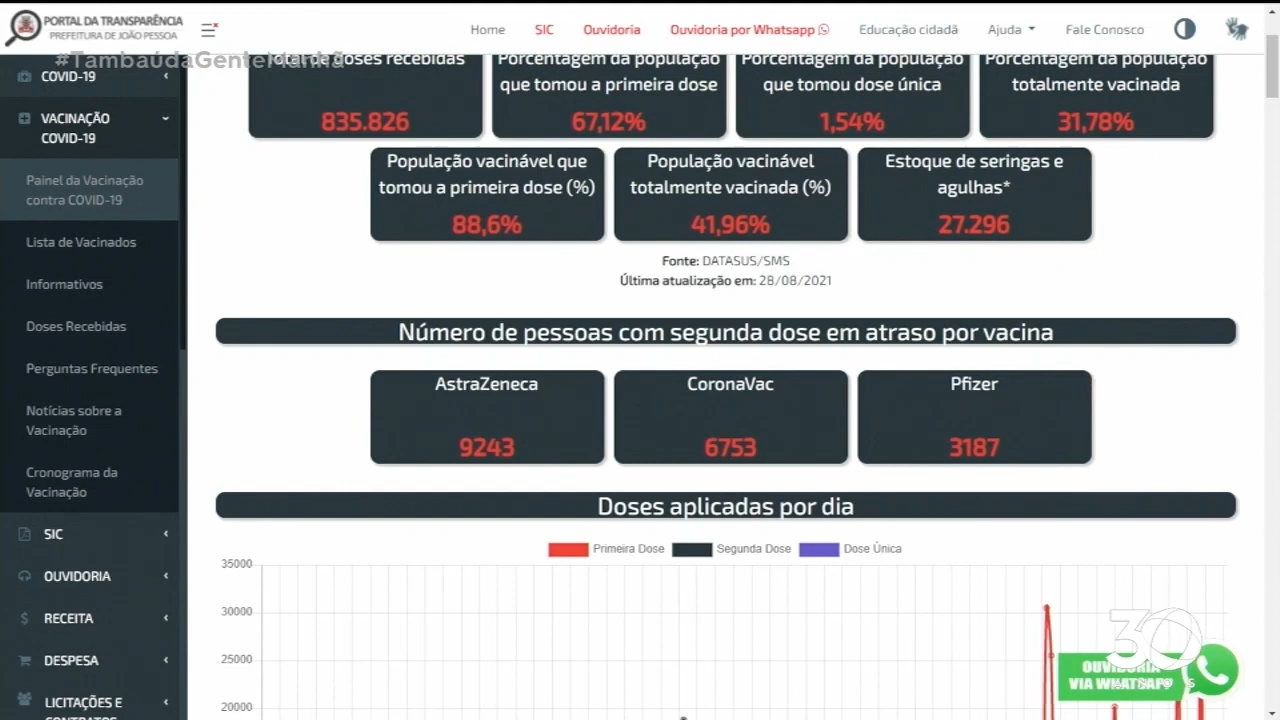 PORTAL DA TRANSPARÊNCIA
PREFEITURA DE JOÃO PESSOA
Home
SIC
Ouvidoria
Ouvidoria por Whatsapp
Educação cidadã
Ajuda
Fale Conosco
#TambaúdaGenteManhã
COVID-19
VACINAÇÃO
COVID-19
Painel da Vacinação
contra COVID-19
Lista de Vacinados
Informativos
Doses Recebidas
Perguntas Frequentes
Notícias sobre a
Vacinação
Cronograma da
Vacinação
SIC
OUVIDORIA
RECEITA
DESPESA
LICITAÇÕES E
CONTRATOS
Total de doses recebidas
835.826
Porcentagem da população
que tomou a primeira dose
67,12%
Porcentagem da população
que tomou dose única
1,54%
Porcentagem da população
totalmente vacinada
31,78%
População vacinável que
tomou a primeira dose (%)
88,6%
População vacinável
totalmente vacinada (%)
41,96%
Estoque de seringas e
agulhas*
27.296
Fonte: DATASUS/SMS
Última atualização em: 28/08/2021
Número de pessoas com segunda dose em atraso por vacina
AstraZeneca
9243
CoronaVac
6753
Pfizer
3187
Doses aplicadas por dia
Primeira Dose
Segunda Dose
Dose Única
35000
30000
25000
20000
30
OUVIDORIA
VIA WHATSAPP